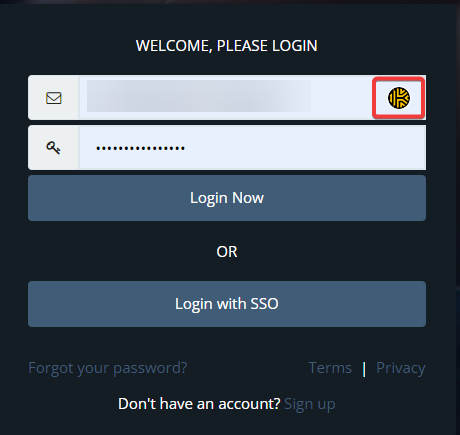 WELCOME, PLEASE LOGIN
••••••••••••••••
Login Now
OR
Login with SSO
Forgot your password? Terms | Privacy
Don't have an account? Sign up